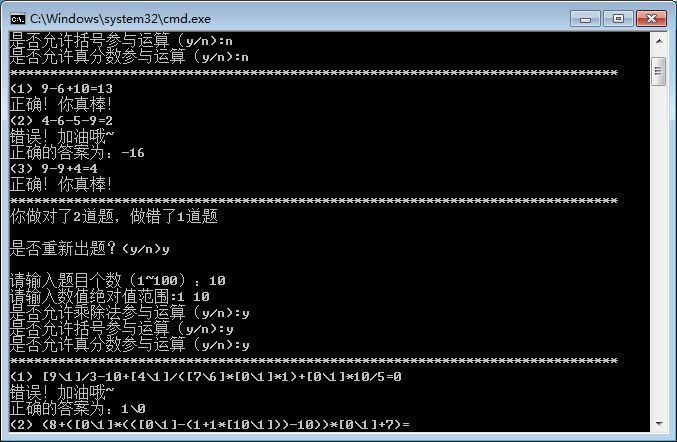 C:\Windows\system32\cmd.exe
是否允许括号参与运算（y/n）:n
是否允许真分数参与运算（y/n）:n
****************************************************************************
(1) 9-6+10=13
正确！你真棒！
(2) 4-6-5-9=2
错误！加油哦~
正确的答案为：-16
(3) 9-9+4=4
正确！你真棒！
****************************************************************************
你做对了2道题，做错了1道题
是否重新出题？(y/n)y
请输入题目个数（1~100）：10
请输入数值绝对值范围:1 10
是否允许乘除法参与运算（y/n）:y
是否允许括号参与运算（y/n）:y
是否允许真分数参与运算（y/n）:y
****************************************************************************
(1) [9\1]/3-10+[4\1]/([7\6]*[0\1]*1)+[0\1]*10/5=0
错误！加油哦~
正确的答案为：1\0
(2) (8+([0\1]*(([0\1]-(1+1*[10\1]))-10))*[0\1]+7)=